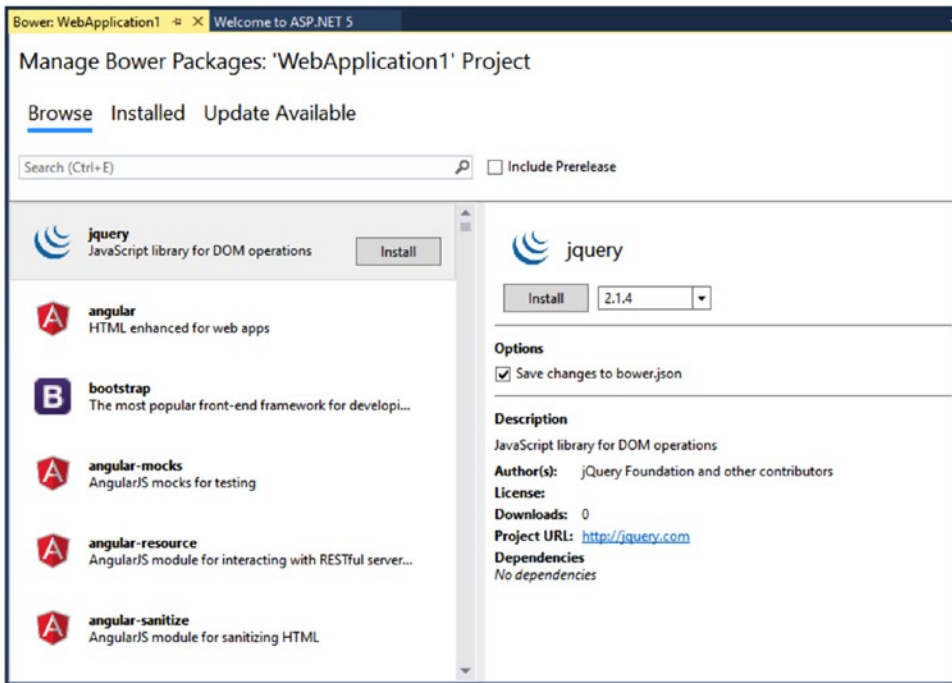 Bower: WebApplication1
Welcome to ASP.NET 5
Manage Bower Packages: 'WebApplication1' Project
Browse Installed Update Available
Search (Ctrl+E)
Include Prerelease
jquery
JavaScript library for DOM operations
Install
angular
HTML enhanced for web apps
bootstrap
The most popular front-end framework for developi...
angular-mocks
AngularJS mocks for testing
angular-resource
AngularJS module for interacting with RESTful server...
angular-sanitize
AngularJS module for sanitizing HTML
jquery
Install 2.1.4
Options
Save changes to bower.json
Description
JavaScript library for DOM operations
Author(s): jQuery Foundation and other contributors
License:
Downloads: 0
Project URL: http://jquery.com
Dependencies
No dependencies